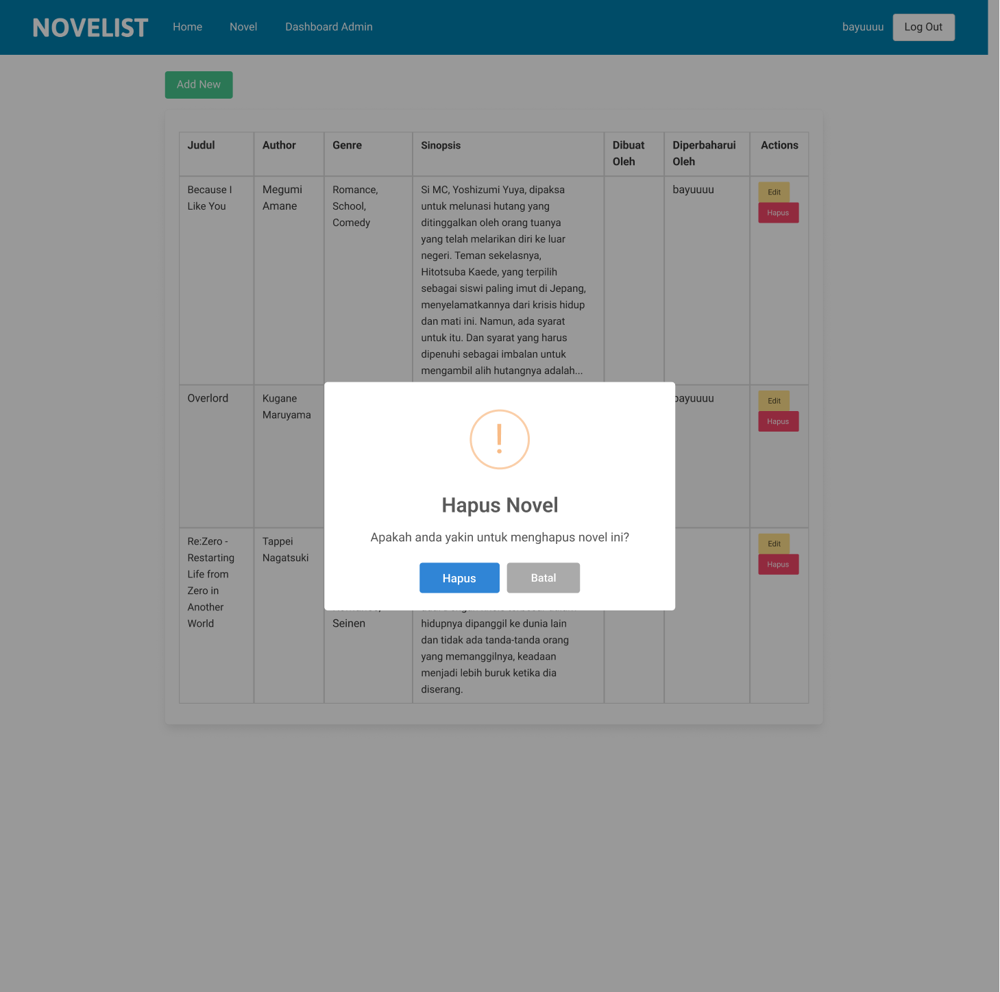 NOVELIST
Home
Novel
Dashboard Admin
bayuuuu
Log Out
Add New
Judul
Author
Genre
Sinopsis
Dibuat
Oleh
Diperbaharui
Oleh
Actions
Because I
Like You
Megumi
Amane
Romance,
School,
Comedy
Si MC, Yoshizumi Yuya, dipaksa
untuk melunasi hutang yang
ditinggalkan oleh orang tuanya
yang telah melarikan diri ke luar
negeri. Teman sekelasnya,
Hitotsuba Kaede, yang terpilih
sebagai siswi paling imut di Jepang,
menyelamatkannya dari krisis hidup
dan mati ini. Namun, ada syarat
untuk itu. Dan syarat yang harus
dipenuhi sebagai imbalan untuk
mengambil alih hutangnya adalah...
bayuuuu
Edit
Hapus
Overlord
Kugane
Maruyama
bayuuuu
Edit
Hapus
!
Hapus Novel
Apakah anda yakin untuk menghapus novel ini?
Hapus
Batal
Re:Zero -
Restarting
Life from
Zero in
Another
World
Tappei
Nagatsuki
Seinen
hidupnya dipanggil ke dunia lain
dan tidak ada tanda-tanda orang
yang memanggilnya, keadaan
menjadi lebih buruk ketika dia
diserang.
Edit
Hapus